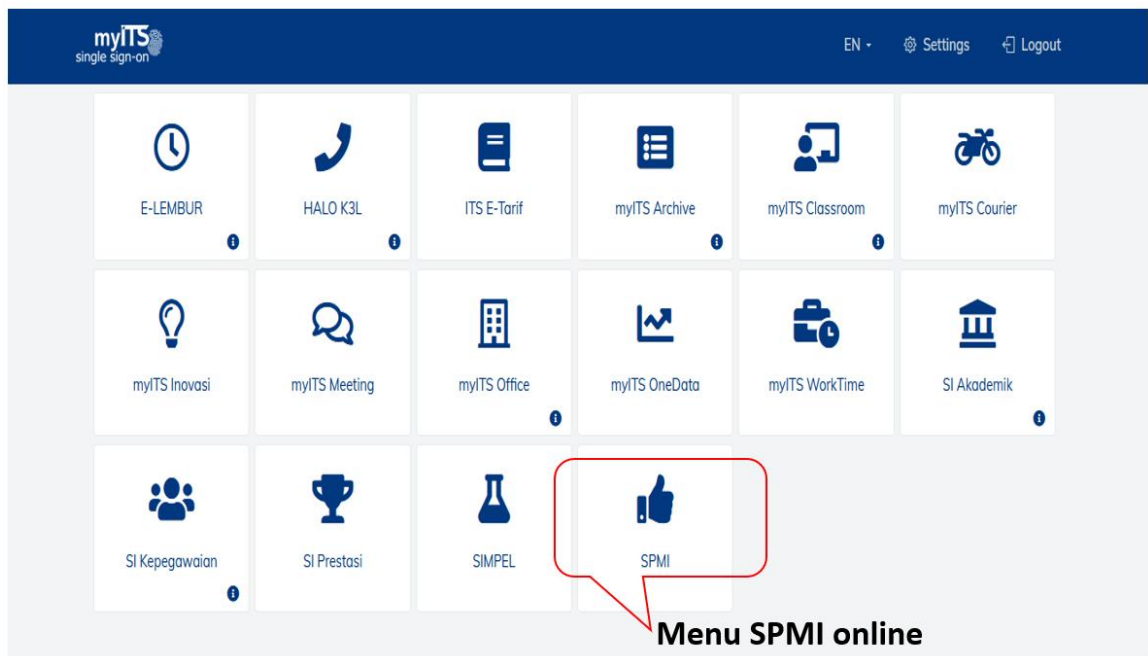 myITS
single sign-on
EN
Settings
Logout
E-LEMBUR
HALO K3L
ITS E-Tarif
myITS Archive
myITS Classroom
myITS Courier
myITS Inovasi
myITS Meeting
myITS Office
myITS OneData
myITS WorkTime
SI Akademik
SI Kepegawaian
SI Prestasi
SIMPEL
SPMI
Menu SPMI online